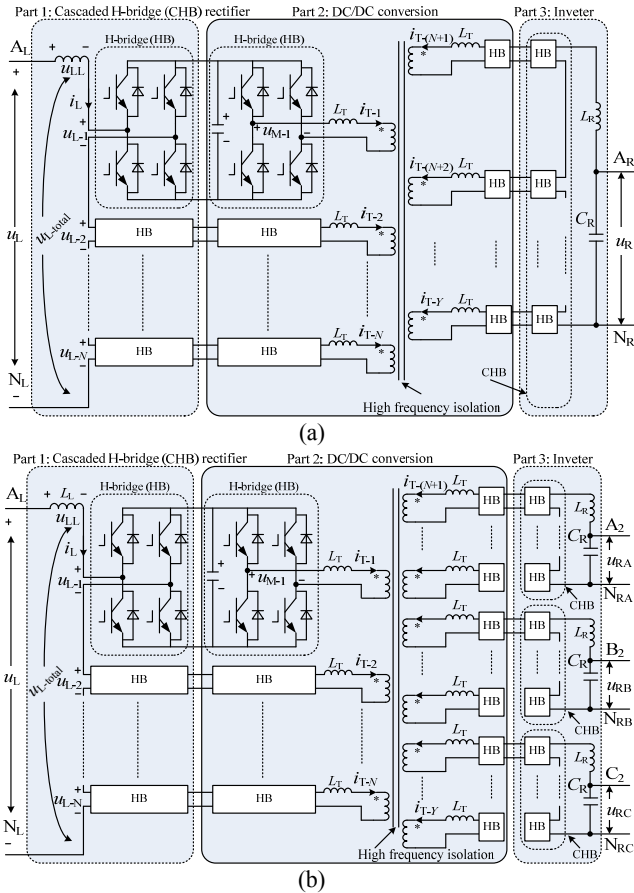 Part 1: Cascaded H-bridge (CHB) rectifier
Part 2: DC/DC conversion
Part 3: Inveter
H-bridge (HB)
H-bridge (HB)
A_L
+
+ -
u_LL
i_L
+
u_L-1
-
+
-
+ u_M-1 -
L_T
i_T-1
*
+
u_L-2
-
HB
HB
L_T
i_T-2
*
u_L
u_L-total
+
u_L-N
-
HB
HB
L_T
i_T-N
*
N_L
-
i_T-(N+1)
L_T
*
HB
HB
i_T-(N+2)
L_T
*
HB
HB
i_T-Y
L_T
*
HB
HB
L_R
A_R
C_R
u_R
N_R
CHB
High frequency isolation
(a)
Part 1: Cascaded H-bridge (CHB) rectifier
Part 2: DC/DC conversion
Part 3: Inveter
H-bridge (HB)
H-bridge (HB)
A_L
+
+ L_L -
u_LL
i_L
+
u_L-1
-
+
-
+ u_M-1 -
L_T
i_T-1
*
+
u_L-2
-
HB
HB
L_T
i_T-2
*
u_L
u_L-total
+
u_L-N
-
HB
HB
L_T
i_T-N
*
N_L
-
i_T-(N+1)
L_T
*
HB
HB
L_R
A_2
C_R
u_RA
*
L_T
HB
HB
N_RA
CHB
*
L_T
HB
HB
L_R
B_2
C_R
u_RB
*
L_T
HB
HB
N_RB
CHB
*
L_T
HB
HB
L_R
C_2
C_R
u_RC
i_T-Y
L_T
*
HB
HB
N_RC
CHB
High frequency isolation
(b)